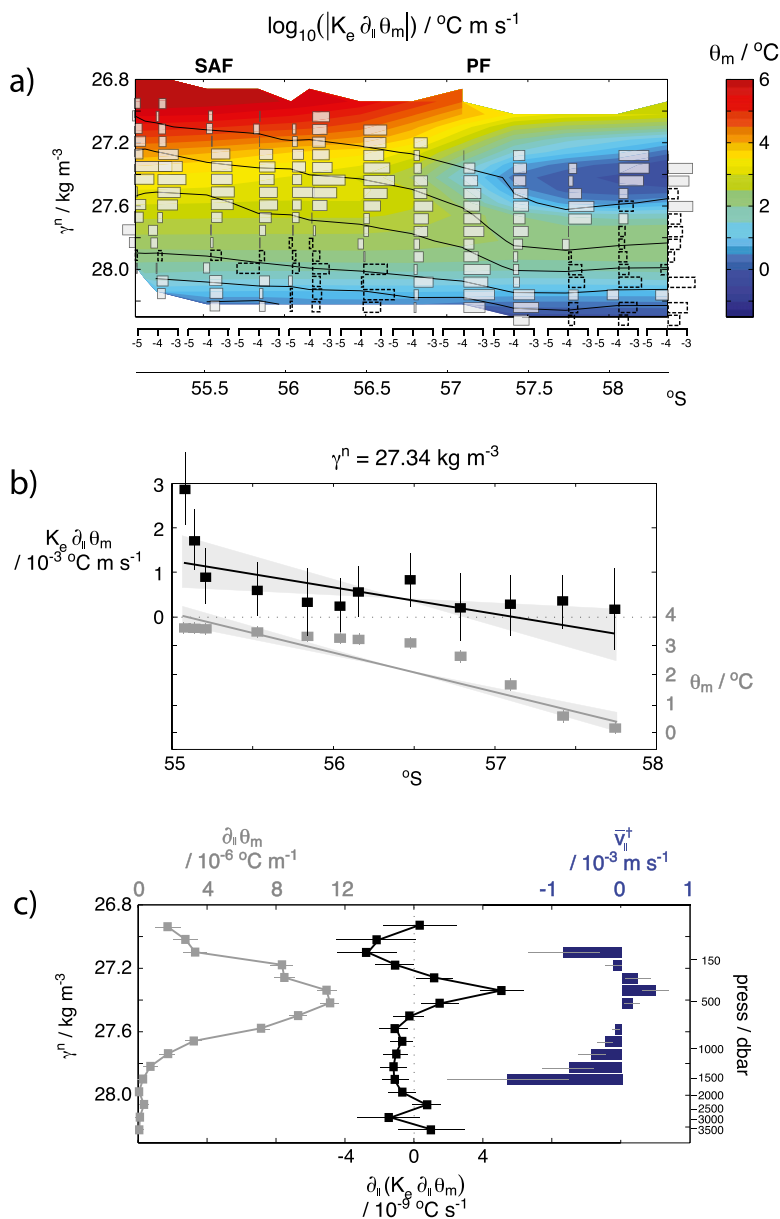 log₁₀(|Kₑ ∂∥θₘ|) / °C m s⁻¹
a)
SAF
PF
θₘ / °C
26.8
27.2
27.6
28.0
γⁿ / kg m⁻³
6
5
4
3
2
1
0
-5 -4 -3-5 -4 -3-5 -4 -3-5 -4 -3-5 -4 -3-5 -4 -3-5 -4 -3-5 -4 -3-5 -4 -3-5 -4 -3-5 -4 -3
55.5 56 56.5 57 57.5 58 °S
b)
γⁿ = 27.34 kg m⁻³
Kₑ ∂∥θₘ
/ 10⁻³ °C m s⁻¹
3
2
1
0
4
3
2
1
0
θₘ / °C
55 56 57 58
°S
c)
∂∥θₘ
/ 10⁻⁶ °C m⁻¹
v̄∥†
/ 10⁻³ m s⁻¹
0 4 8 12 -1 0 1
26.8
27.2
27.6
28.0
γⁿ / kg m⁻³
150
500
1000
1500
2000
2500
3000
3500
press / dbar
-4 0 4
∂∥(Kₑ ∂∥θₘ)
/ 10⁻⁹ °C s⁻¹